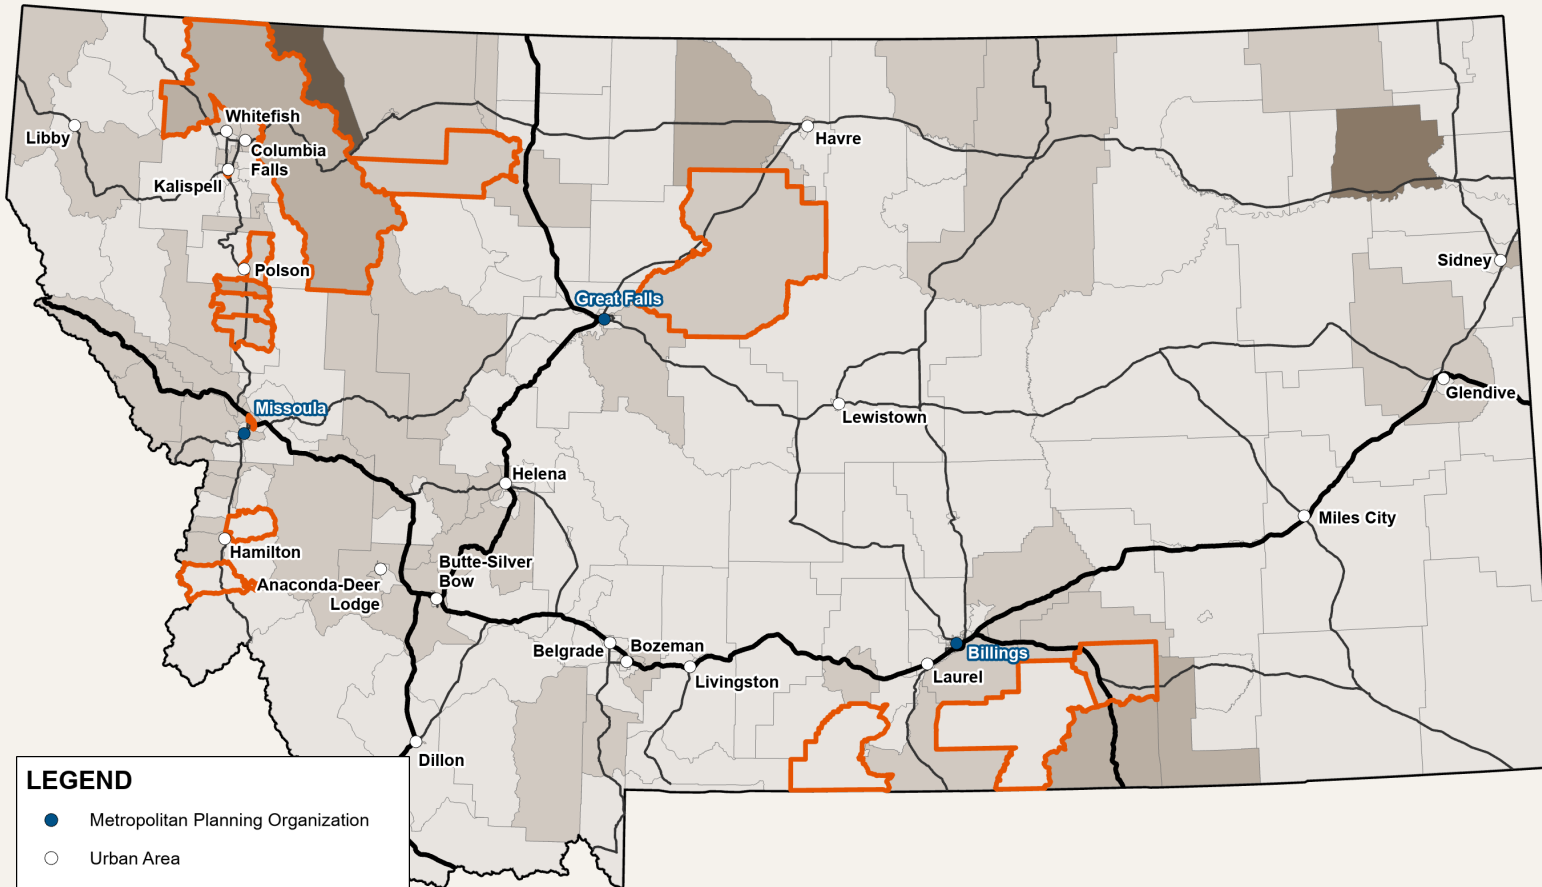 Whitefish
Libby
Columbia
Falls
Havre
Kalispell
Polson
Sidney
Great Falls
Glendive
Missoula
Lewistown
Helena
Miles City
Hamilton
Butte-Silver
Bow
Anaconda-Deer
Lodge
Belgrade
Bozeman
Billings
Livingston
Laurel
Dillon
LEGEND
Metropolitan Planning Organization
Urban Area